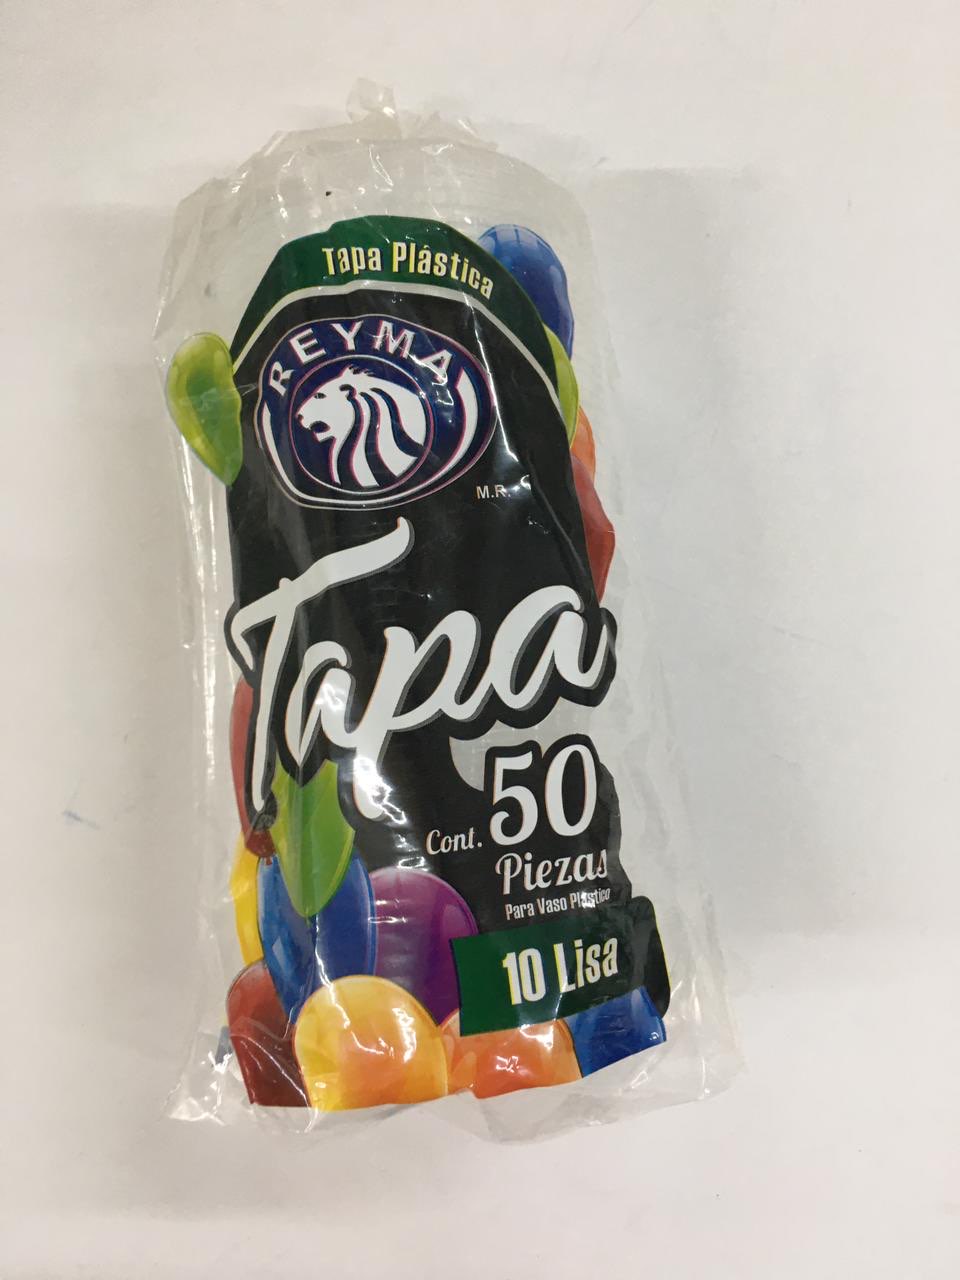 Tapa Plástica
REYMA
M.R.
Tapa
Cont. 50
Piezas
Para Vaso Plástico
10 Lisa